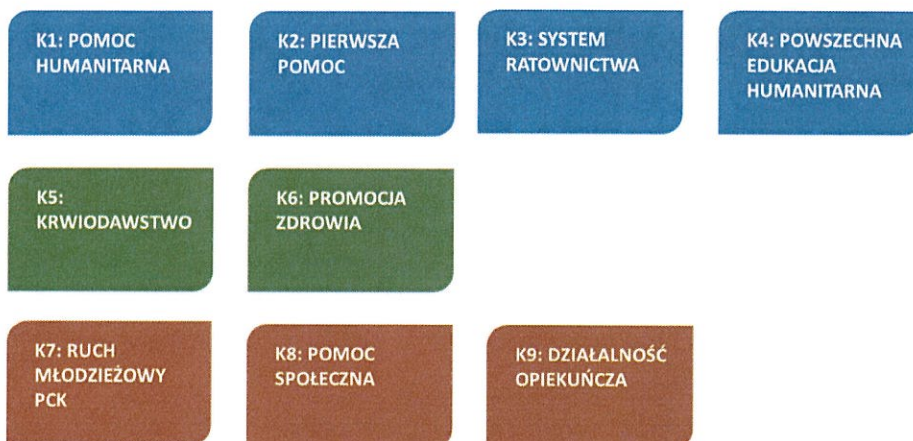 K1: POMOC
HUMANITARNA
K2: PIERWSZA
POMOC
K3: SYSTEM
RATOWNICTWA
K4: POWSZECHNA
EDUKACJA
HUMANITARNA
K5:
KRWIODAWSTWO
K6: PROMOCJA
ZDROWIA
K7: RUCH
MŁODZIEŻOWY
PCK
K8: POMOC
SPOŁECZNA
K9: DZIAŁALNOŚĆ
OPIEKUŃCZA